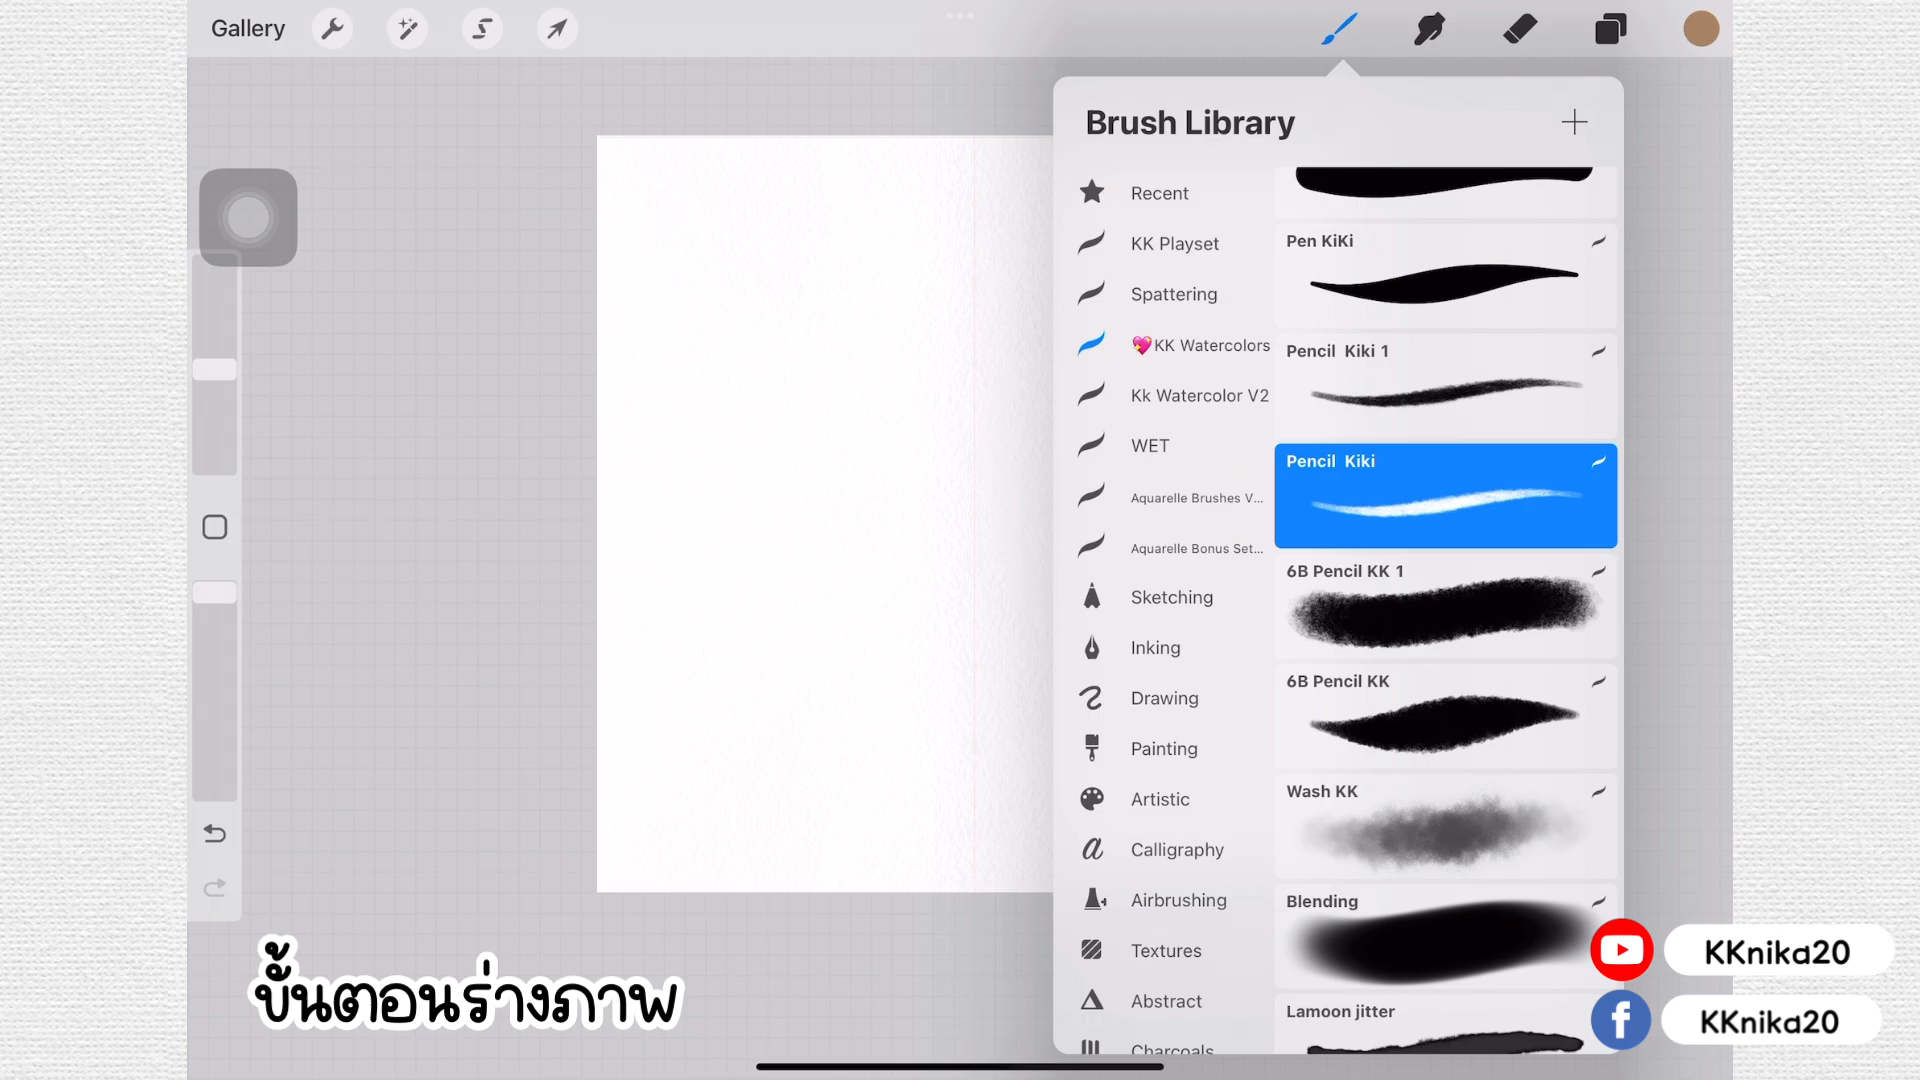 Gallery
Brush Library
Recent
KK Playset
Spattering
💖KK Watercolors
Kk Watercolor V2
WET
Aquarelle Brushes V...
Aquarelle Bonus Set...
Sketching
Inking
Drawing
Painting
Artistic
Calligraphy
Airbrushing
Textures
Abstract
Charcoals
Pen KiKi
Pencil Kiki 1
Pencil Kiki
6B Pencil KK 1
6B Pencil KK
Wash KK
Blending
Lamoon jitter
ขั้นตอนร่างภาพ
KKnika20
KKnika20